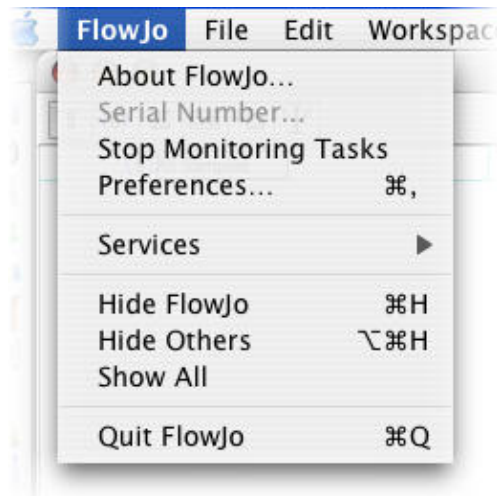 FlowJo File Edit Workspac
About FlowJo...
Serial Number...
Stop Monitoring Tasks
Preferences... ⌘,
Services ▶
Hide FlowJo ⌘H
Hide Others ⌥⌘H
Show All
Quit FlowJo ⌘Q